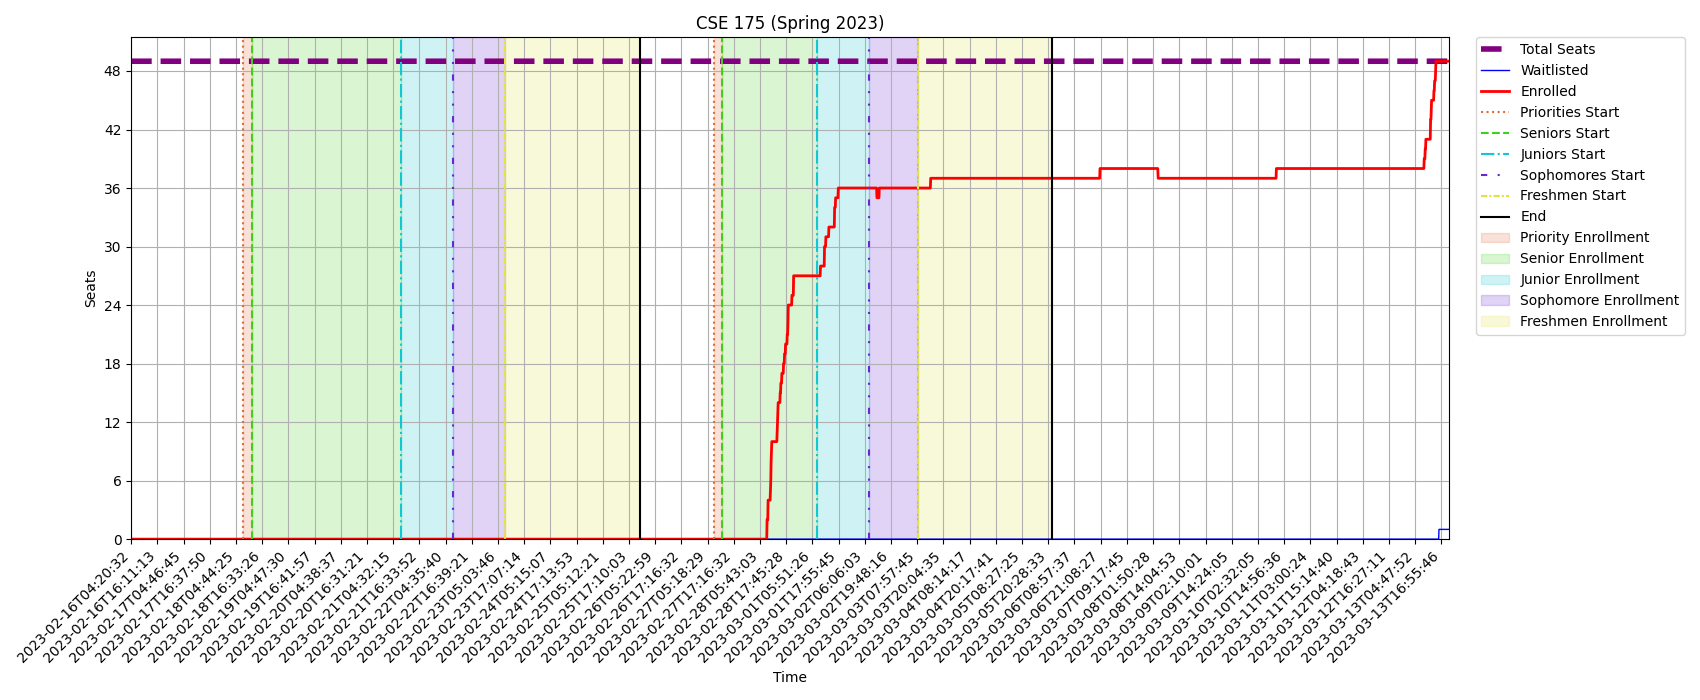 CSE 175 (Spring 2023)
Seats
48
42
36
30
24
18
12
6
0
2023-02-16T04:20:32
2023-02-16T16:11:13
2023-02-17T04:46:45
2023-02-17T16:37:50
2023-02-18T04:44:25
2023-02-18T16:33:26
2023-02-19T04:47:30
2023-02-19T16:41:57
2023-02-20T04:38:37
2023-02-20T16:31:21
2023-02-21T04:32:15
2023-02-21T16:33:52
2023-02-22T04:35:40
2023-02-22T16:39:21
2023-02-23T05:03:46
2023-02-23T17:07:14
2023-02-24T05:15:07
2023-02-24T17:13:53
2023-02-25T05:12:21
2023-02-25T17:10:03
2023-02-26T05:22:59
2023-02-26T17:16:32
2023-02-27T05:18:29
2023-02-27T17:16:32
2023-02-28T05:43:03
2023-02-28T17:45:28
2023-03-01T05:51:26
2023-03-01T17:55:45
2023-03-02T06:06:03
2023-03-02T19:48:16
2023-03-03T07:57:45
2023-03-03T20:04:35
2023-03-04T08:14:17
2023-03-04T20:17:41
2023-03-05T08:27:25
2023-03-05T20:28:33
2023-03-06T08:57:37
2023-03-06T21:08:27
2023-03-07T09:17:45
2023-03-08T01:50:28
2023-03-08T14:04:53
2023-03-09T02:10:01
2023-03-09T14:24:05
2023-03-10T02:32:05
2023-03-10T14:56:36
2023-03-11T03:00:24
2023-03-11T15:14:40
2023-03-12T04:18:43
2023-03-12T16:27:11
2023-03-13T04:47:52
2023-03-13T16:55:46
Time
Total Seats
Waitlisted
Enrolled
Priorities Start
Seniors Start
Juniors Start
Sophomores Start
Freshmen Start
End
Priority Enrollment
Senior Enrollment
Junior Enrollment
Sophomore Enrollment
Freshmen Enrollment